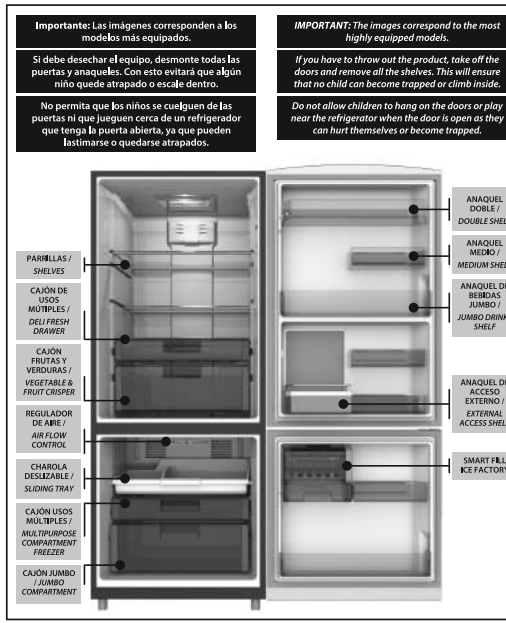 Importante: Las imágenes corresponden a los
modelos más equipados.
Si debe desechar el equipo, desmonte todas las
puertas y anaqueles. Con esto evitará que algún
niño quede atrapado o escale dentro.
No permita que los niños se cuelguen de las
puertas ni que jueguen cerca de un refrigerador
que tenga la puerta abierta, ya que pueden
lastimarse o quedarse atrapados.
IMPORTANT: The images correspond to the most
highly equipped models.
If you have to throw out the product, take off the
doors and remove all the shelves. This will ensure
that no child can become trapped or climb inside.
Do not allow children to hang on the doors or play
near the refrigerator when the door is open as they
can hurt themselves or become trapped.
PARRILLAS /
SHELVES
CAJÓN DE
USOS
MÚTIPLES /
DELI FRESH
DRAWER
CAJÓN
FRUTAS Y
VERDURAS /
VEGETABLE &
FRUIT CRISPER
REGULADOR
DE AIRE /
AIR FLOW
CONTROL
CHAROLA
DESLIZABLE /
SLIDING TRAY
CAJÓN USOS
MÚLTIPLES /
MULTIPURPOSE
COMPARTMENT
FREEZER
CAJÓN JUMBO
/ JUMBO
COMPARTMENT
ANAQUEL
DOBLE /
DOUBLE SHEL
ANAQUEL
MEDIO /
MEDIUM SHEL
ANAQUEL DE
BEBIDAS
JUMBO /
JUMBO DRINK
SHELF
ANAQUEL DE
ACCESO
EXTERNO /
EXTERNAL
ACCESS SHEL
SMART FILL
ICE FACTORY